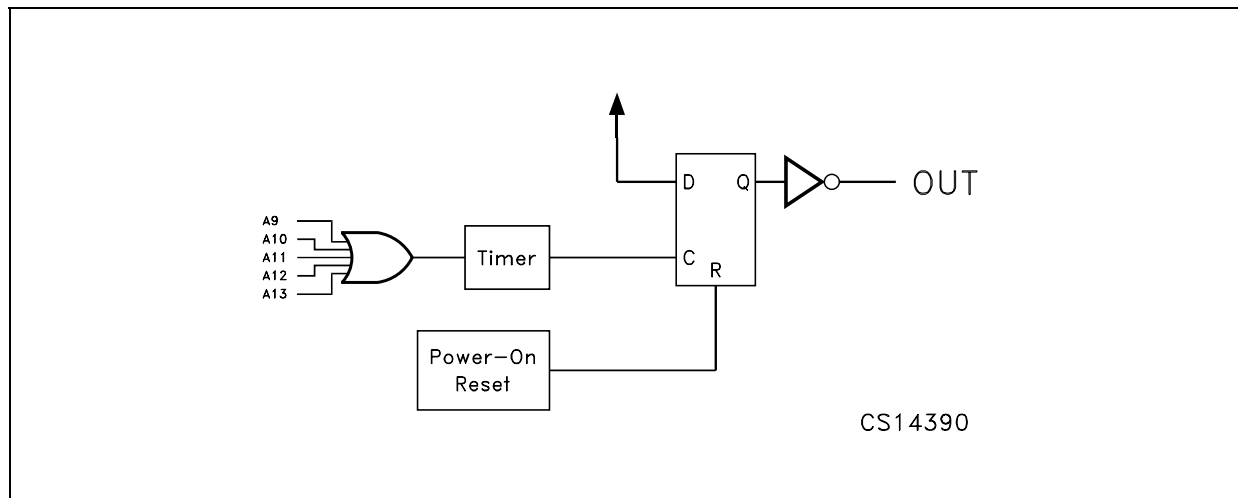 D
Q
OUT
A9
A10
A11
A12
A13
Timer
C
R
Power-On
Reset
CS14390